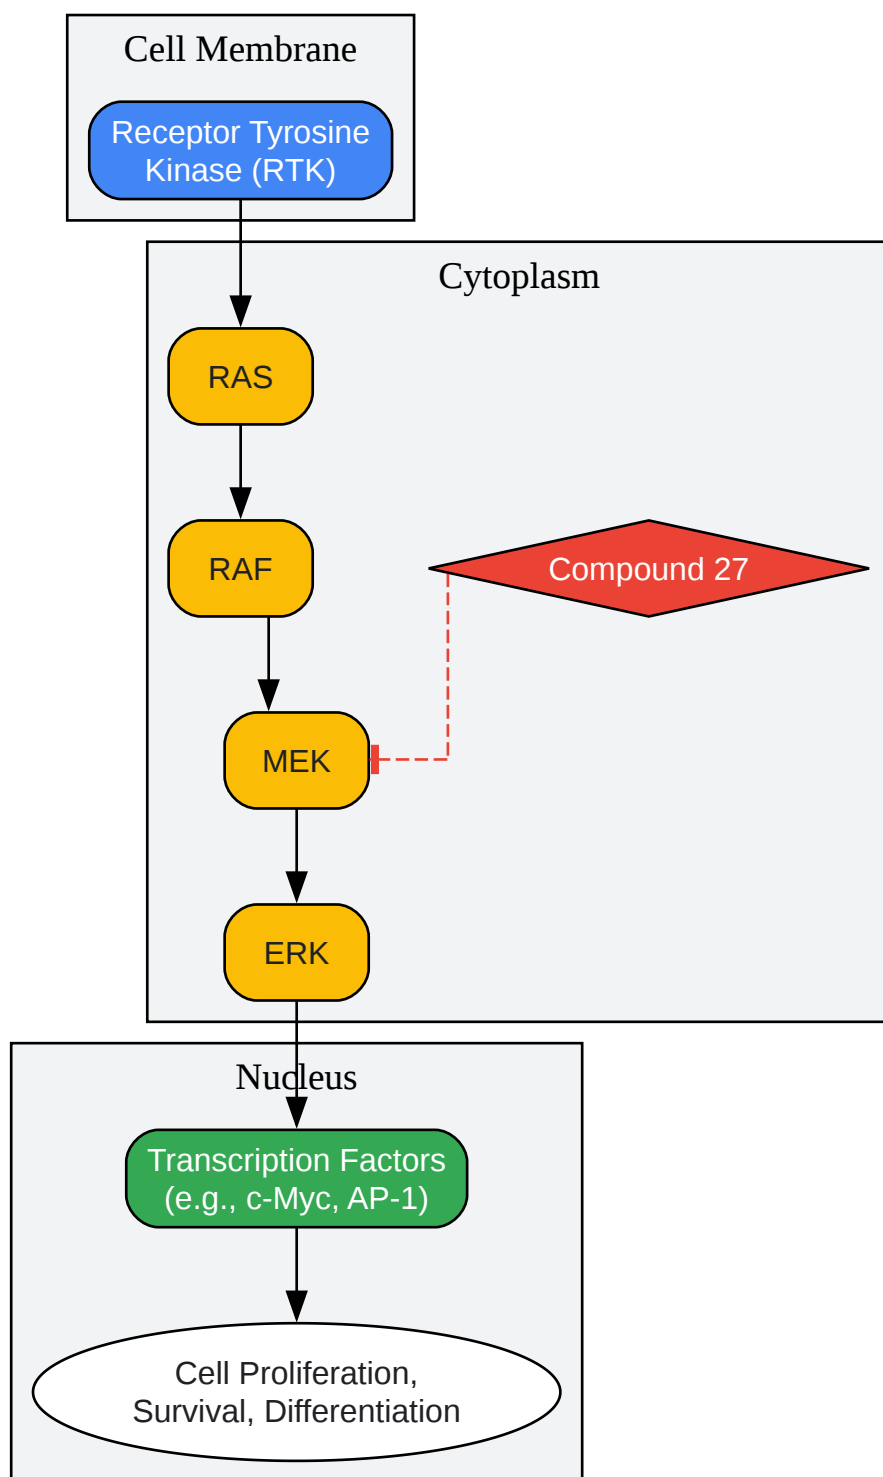 Cell Membrane
Receptor Tyrosine
Kinase (RTK)
Cytoplasm
RAS
RAF
Compound 27
MEK
ERK
Nucleus
Transcription Factors
(e.g., c-Myc, AP-1)
Cell Proliferation,
Survival, Differentiation